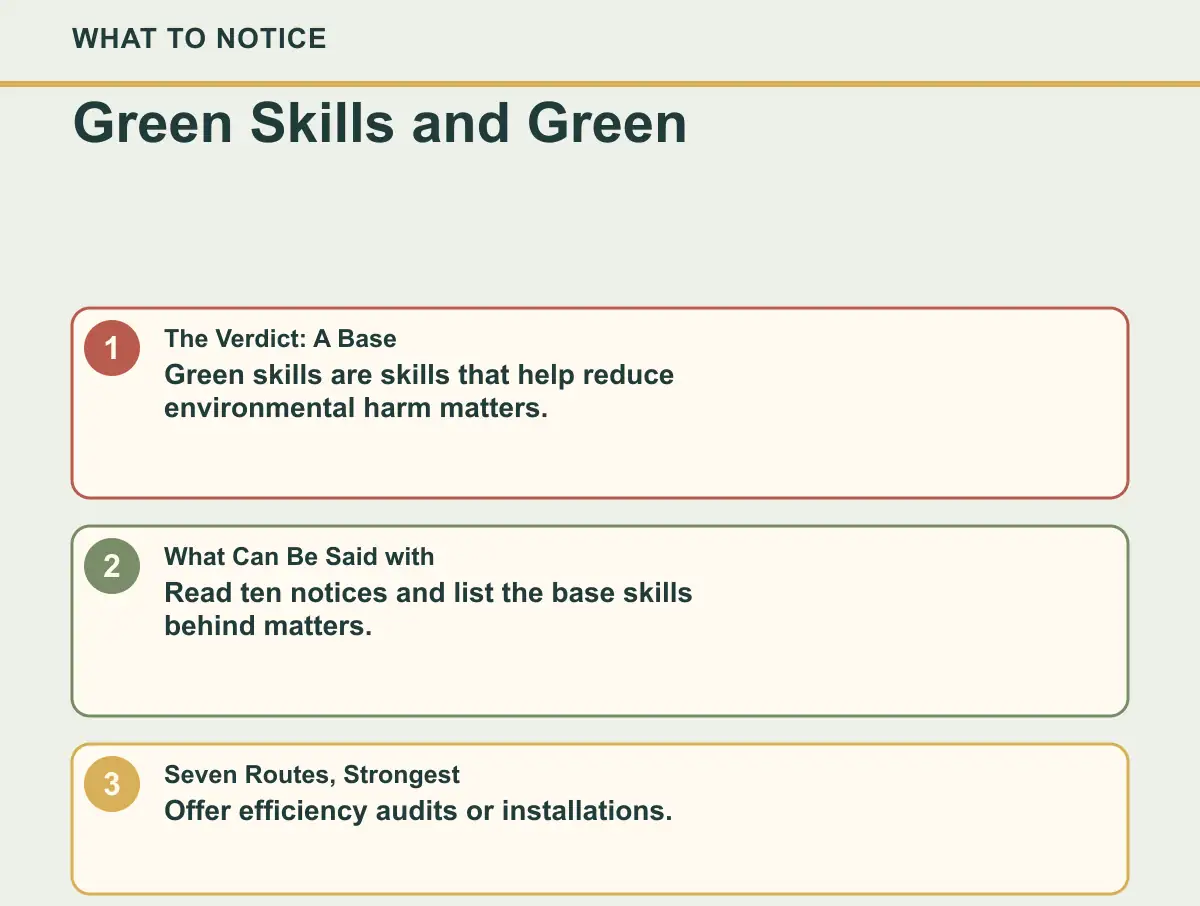 WHAT TO NOTICE
Green Skills and Green
1
The Verdict: A Base
Green skills are skills that help reduce
environmental harm matters.
2
What Can Be Said with
Read ten notices and list the base skills
behind matters.
3
Seven Routes, Strongest
Offer efficiency audits or installations.